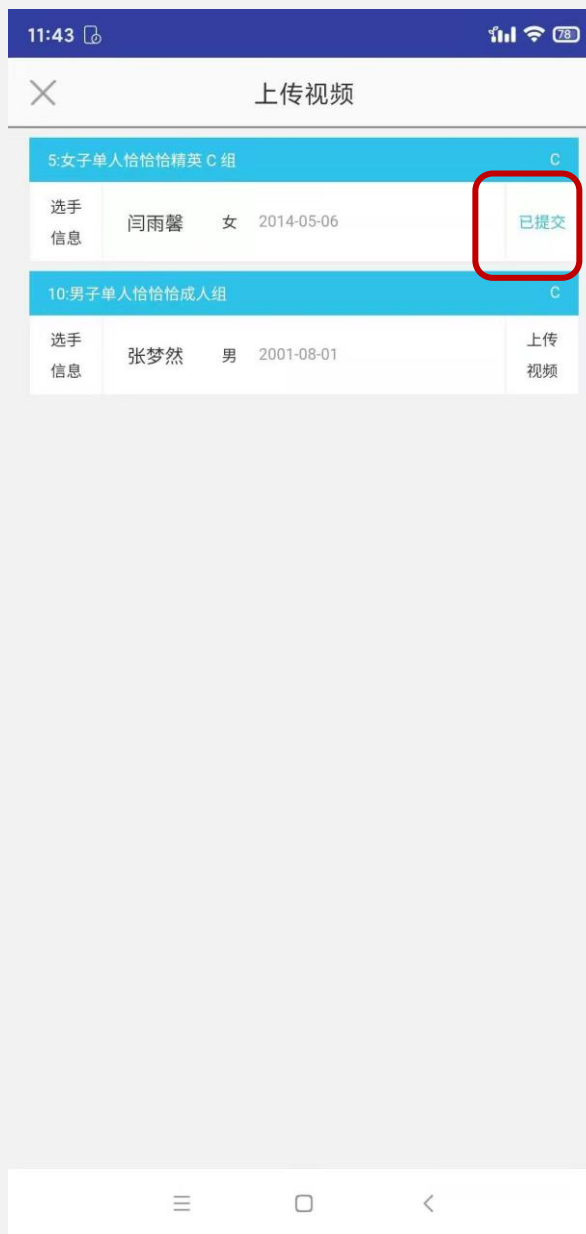 11:43
78
上传视频
5:女子单人恰恰恰精英 C 组 C
选手
信息
闫雨馨 女 2014-05-06
已提交
10:男子单人恰恰恰成人组 C
选手
信息
张梦然 男 2001-08-01
上传
视频